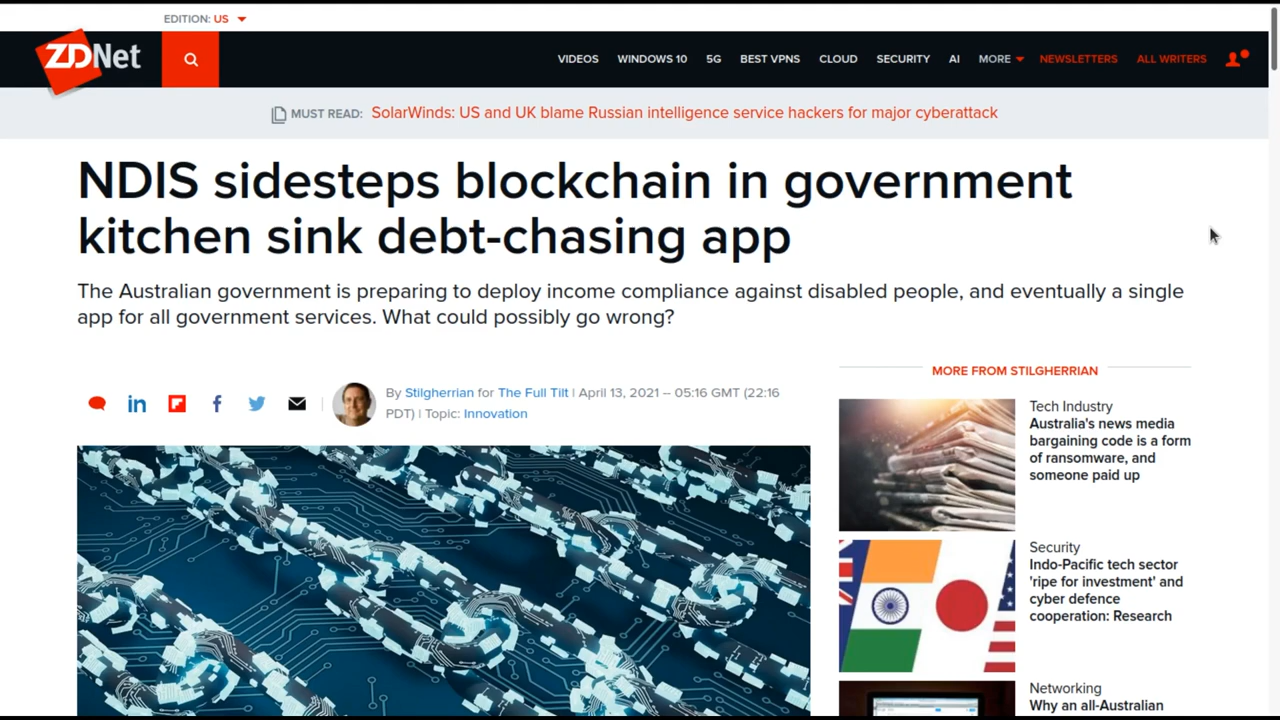 EDITION: US
ZDNet
VIDEOS WINDOWS 10 5G BEST VPNS CLOUD SECURITY AI MORE NEWSLETTERS ALL WRITERS
MUST READ: SolarWinds: US and UK blame Russian intelligence service hackers for major cyberattack
NDIS sidesteps blockchain in government
kitchen sink debt-chasing app
The Australian government is preparing to deploy income compliance against disabled people, and eventually a single
app for all government services. What could possibly go wrong?
By Stilgherrian for The Full Tilt | April 13, 2021 -- 05:16 GMT (22:16
PDT) | Topic: Innovation
MORE FROM STILGHERRIAN
Tech Industry
Australia's news media
bargaining code is a form
of ransomware, and
someone paid up
Security
Indo-Pacific tech sector
'ripe for investment' and
cyber defence
cooperation: Research
Networking
Why an all-Australian